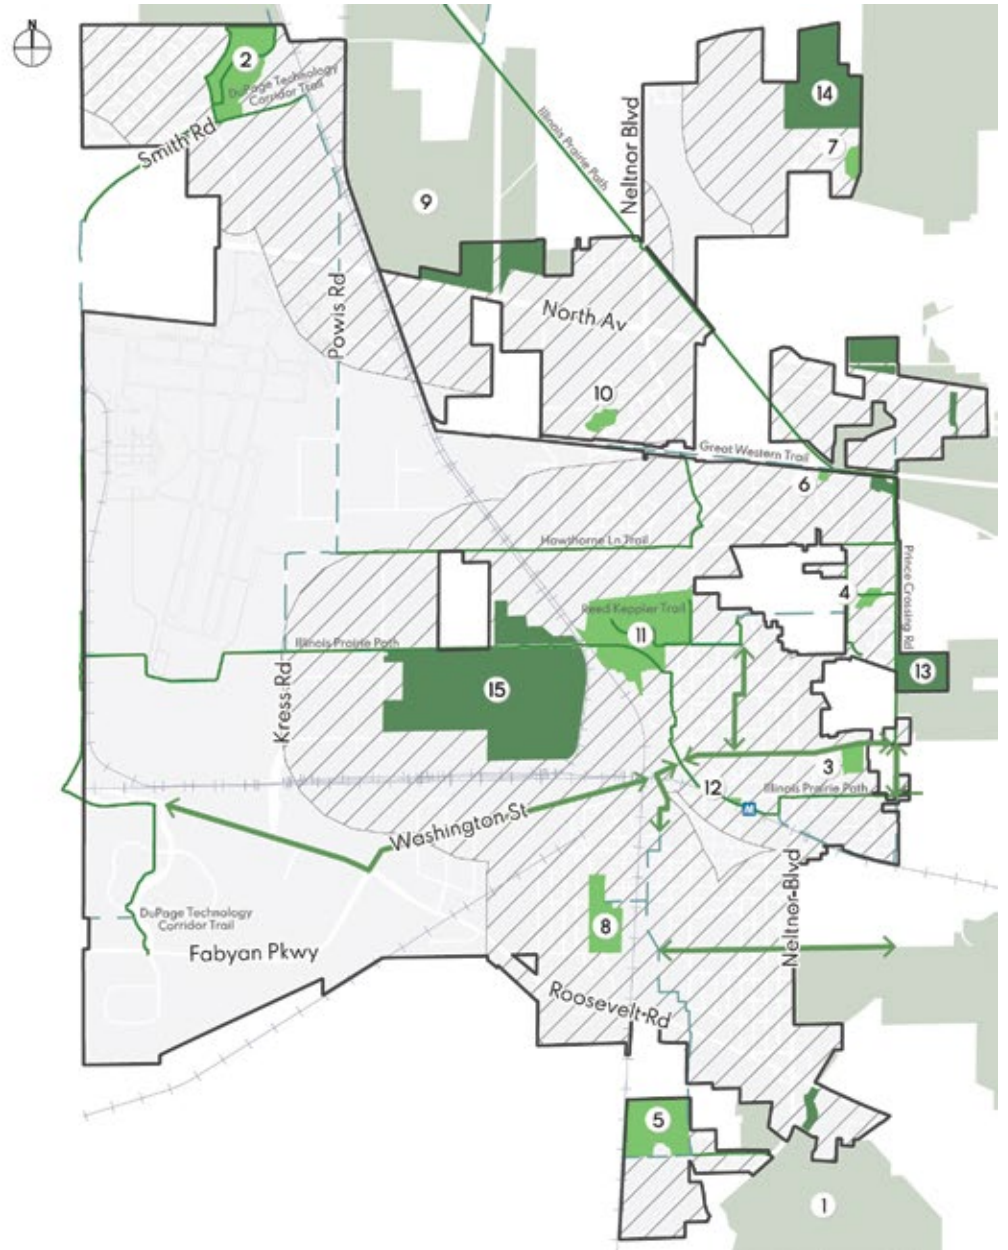 N
2
DuPage Technology
Corridor Trail
Smith Rd
14
7
Illinois Prairie Path
Neltnor Blvd
9
Powis Rd
North Av
10
Great Western Trail
6
Hawthorne Ln Trail
Prince Crossing Rd
4
Reed Keppler Trail
11
Illinois Prairie Path
13
Kress Rd
15
3
12
Illinois Prairie Path
M
Washington St
Neltnor Blvd
DuPage Technology
Corridor Trail
8
Fabyan Pkwy
Roosevelt Rd
5
1